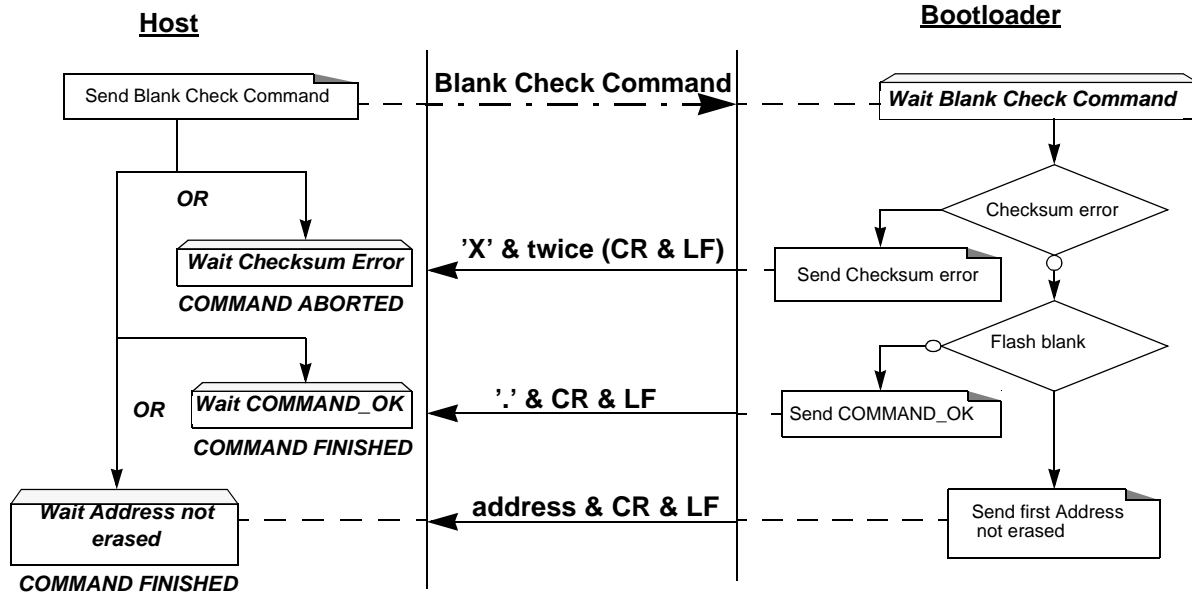 Host
Bootloader
Send Blank Check Command
Blank Check Command
Wait Blank Check Command
OR
Checksum error
Wait Checksum Error
'X' & twice (CR & LF)
Send Checksum error
COMMAND ABORTED
Flash blank
OR
Wait COMMAND_OK
'.' & CR & LF
Send COMMAND_OK
COMMAND FINISHED
Wait Address not
erased
address & CR & LF
Send first Address
not erased
COMMAND FINISHED